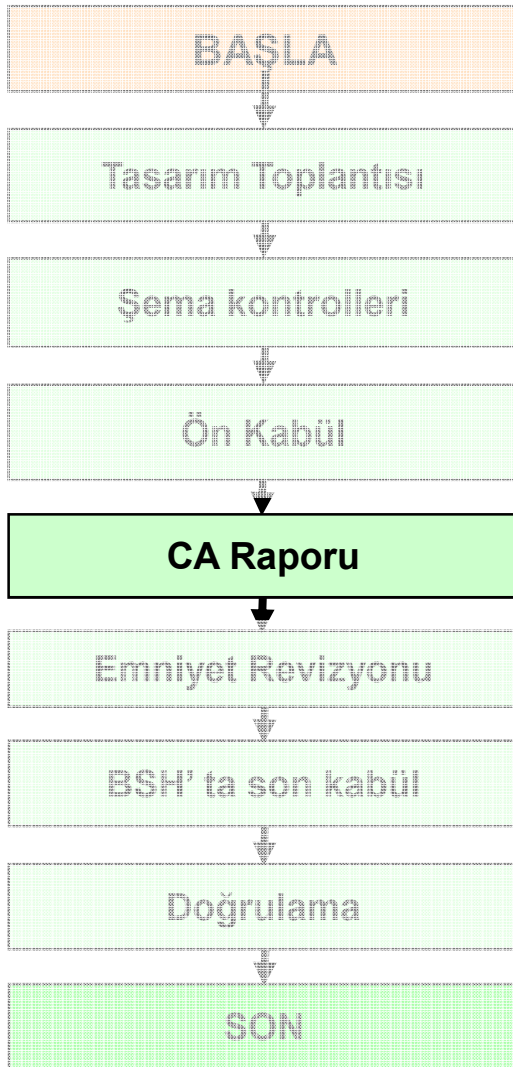 BAŞLA
Tasarım Toplantısı
Şema kontrolleri
Ön Kabül
CA Raporu
Emniyet Revizyonu
BSH' ta son kabül
Doğrulama
SON